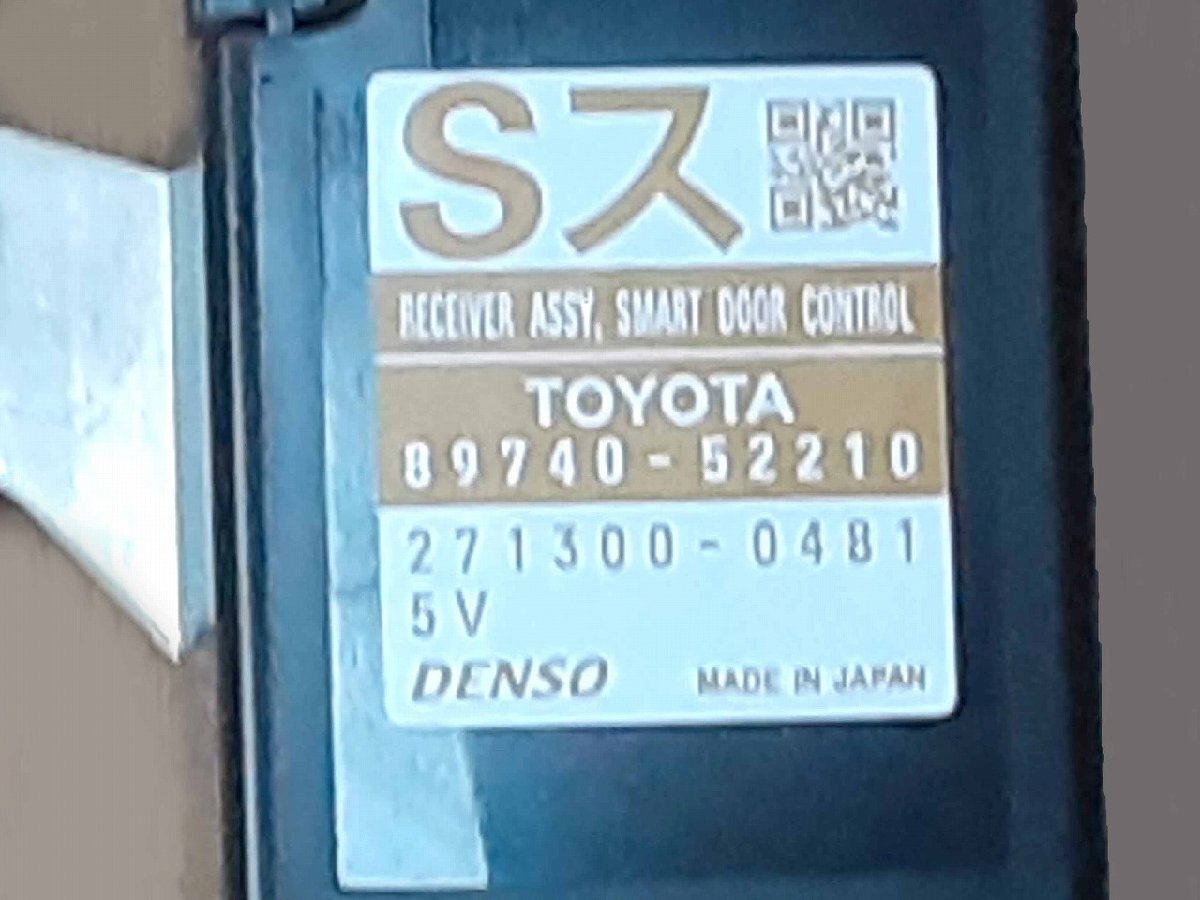 Sス
RECEIVER ASSY, SMART DOOR CONTROL
TOYOTA
89740-52210
271300-0481
5V
DENSO MADE IN JAPAN